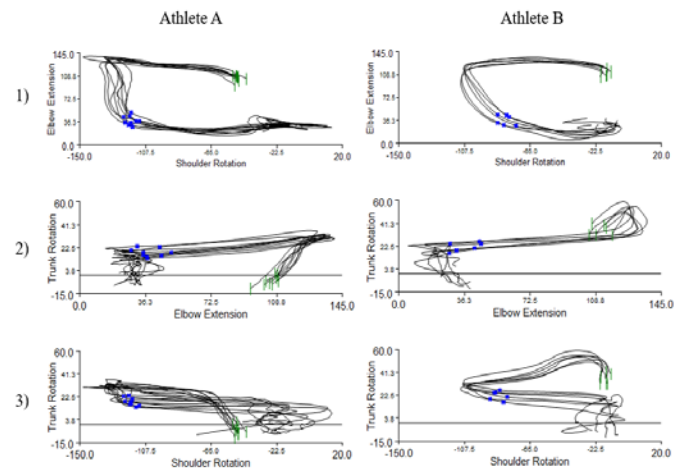 Athlete A Athlete B
1)
Elbow Extension
145.0
108.8
72.5
36.3
0.0
-150.0 -107.5 -65.0 -22.5 20.0
Shoulder Rotation
Elbow Extension
145.0
108.8
72.5
36.3
0.0
-150.0 -107.5 -65.0 -22.5 20.0
Shoulder Rotation
2)
Trunk Rotation
60.0
41.3
22.5
3.8
-15.0
0.0 36.3 72.5 108.8 145.0
Elbow Extension
Trunk Rotation
60.0
41.3
22.5
3.8
-15.0
0.0 36.3 72.5 108.8 145.0
Elbow Extension
3)
Trunk Rotation
60.0
41.3
22.5
3.8
-15.0
-150.0 -107.5 -65.0 -22.5 20.0
Shoulder Rotation
Trunk Rotation
60.0
41.3
22.5
3.8
-15.0
-150.0 -107.5 -65.0 -22.5 20.0
Shoulder Rotation